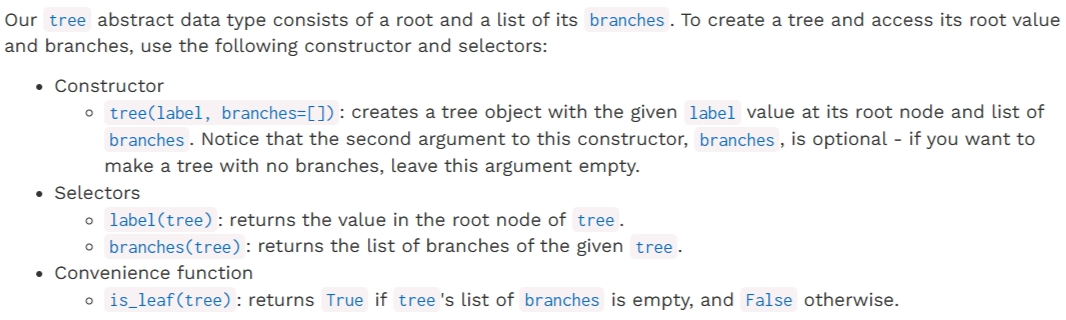 Our tree abstract data type consists of a root and a list of its branches. To create a tree and access its root value
and branches, use the following constructor and selectors:
• Constructor
○ tree(label, branches=[]): creates a tree object with the given label value at its root node and list of
branches. Notice that the second argument to this constructor, branches, is optional - if you want to
make a tree with no branches, leave this argument empty.
• Selectors
○ label(tree): returns the value in the root node of tree.
○ branches(tree): returns the list of branches of the given tree.
• Convenience function
○ is_leaf(tree): returns True if tree's list of branches is empty, and False otherwise.